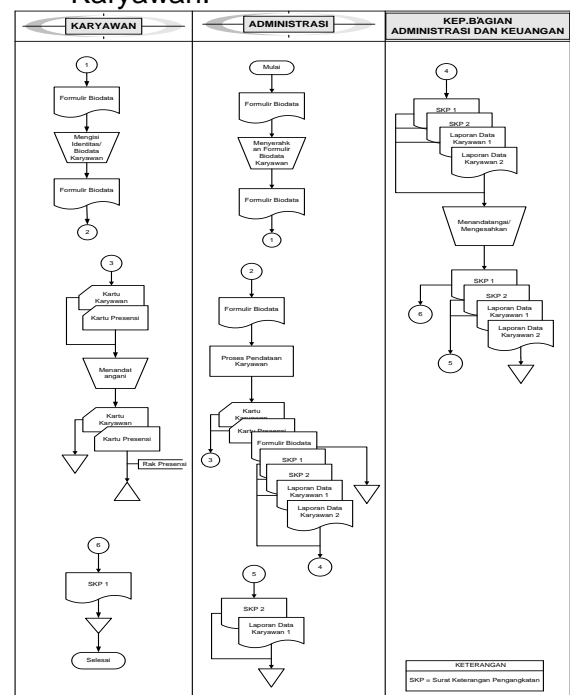 Karyawan.
KARYAWAN
1
Formulir Biodata
Mengisi
Identitas/
Biodata
Karyawan
Formulir Biodata
2
3
Kartu
Karyawan
Kartu Presensi
Menandat
angani
Kartu
Karyawan
Kartu Presensi
Rak Presensi
6
SKP 1
Selesai
ADMINISTRASI
Mulai
Formulir Biodata
Menyerahk
an Formulir
Biodata
Karyawan
Formulir Biodata
1
2
Formulir Biodata
Proses Pendataan
Karyawan
Kartu
Karyawan
Kartu Presensi
3
Formulir Biodata
SKP 1
SKP 2
Laporan Data
Karyawan 1
Laporan Data
Karyawan 2
4
5
SKP 2
Laporan Data
Karyawan 1
KEP.BAGIAN
ADMINISTRASI DAN KEUANGAN
4
SKP 1
SKP 2
Laporan Data
Karyawan 1
Laporan Data
Karyawan 2
Menandatangai/
Mengesahkan
SKP 1
SKP 2
6
Laporan Data
Karyawan 1
Laporan Data
Karyawan 2
5
KETERANGAN
SKP = Surat Keterangan Pengangkatan